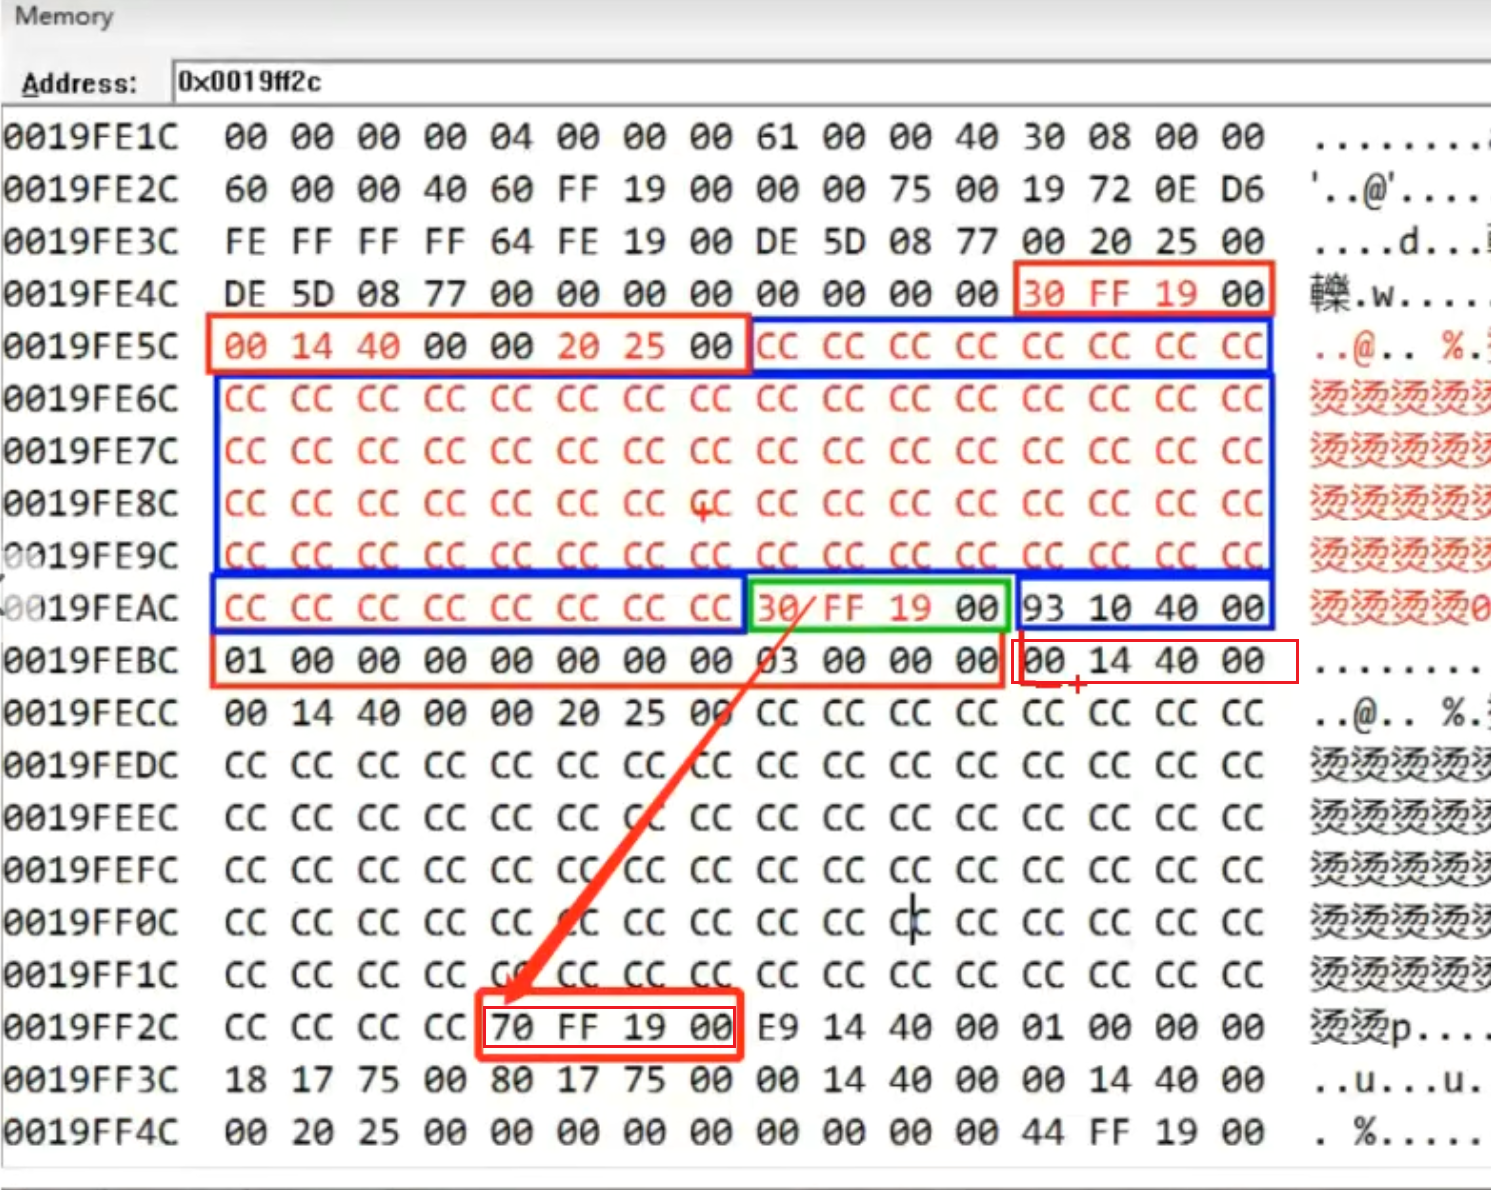 Memory
Address: 0x0019ff2c
0019FE1C 00 00 00 00 04 00 00 00 61 00 00 40 30 08 00 00 ........
0019FE2C 60 00 00 40 60 FF 19 00 00 00 75 00 19 72 0E D6 '..@'....
0019FE3C FE FF FF FF 64 FE 19 00 DE 5D 08 77 00 20 25 00 ....d...
0019FE4C DE 5D 08 77 00 00 00 00 00 00 00 00 30 FF 19 00 轢.w.....
0019FE5C 00 14 40 00 00 20 25 00 CC CC CC CC CC CC CC CC ..@.. %.
0019FE6C CC CC CC CC CC CC CC CC CC CC CC CC CC CC CC CC 烫烫烫烫烫
0019FE7C CC CC CC CC CC CC CC CC CC CC CC CC CC CC CC CC 烫烫烫烫烫
0019FE8C CC CC CC CC CC CC CC CC CC CC CC CC CC CC CC CC 烫烫烫烫烫
0019FE9C CC CC CC CC CC CC CC CC CC CC CC CC CC CC CC CC 烫烫烫烫烫
0019FEAC CC CC CC CC CC CC CC CC 30 FF 19 00 93 10 40 00 烫烫烫烫0
0019FEBC 01 00 00 00 00 00 00 00 03 00 00 00 00 14 40 00 ........
0019FECC 00 14 40 00 00 20 25 00 CC CC CC CC CC CC CC CC ..@.. %.
0019FEDC CC CC CC CC CC CC CC CC CC CC CC CC CC CC CC CC 烫烫烫烫烫
0019FEEC CC CC CC CC CC CC CC CC CC CC CC CC CC CC CC CC 烫烫烫烫烫
0019FEFC CC CC CC CC CC CC CC CC CC CC CC CC CC CC CC CC 烫烫烫烫烫
0019FF0C CC CC CC CC CC CC CC CC CC CC CC CC CC CC CC CC 烫烫烫烫烫
0019FF1C CC CC CC CC CC CC CC CC CC CC CC CC CC CC CC CC 烫烫烫烫烫
0019FF2C CC CC CC CC 70 FF 19 00 E9 14 40 00 01 00 00 00 烫烫p....
0019FF3C 18 17 75 00 80 17 75 00 00 14 40 00 00 14 40 00 ..u...u.
0019FF4C 00 20 25 00 00 00 00 00 00 00 00 00 44 FF 19 00 . %.....